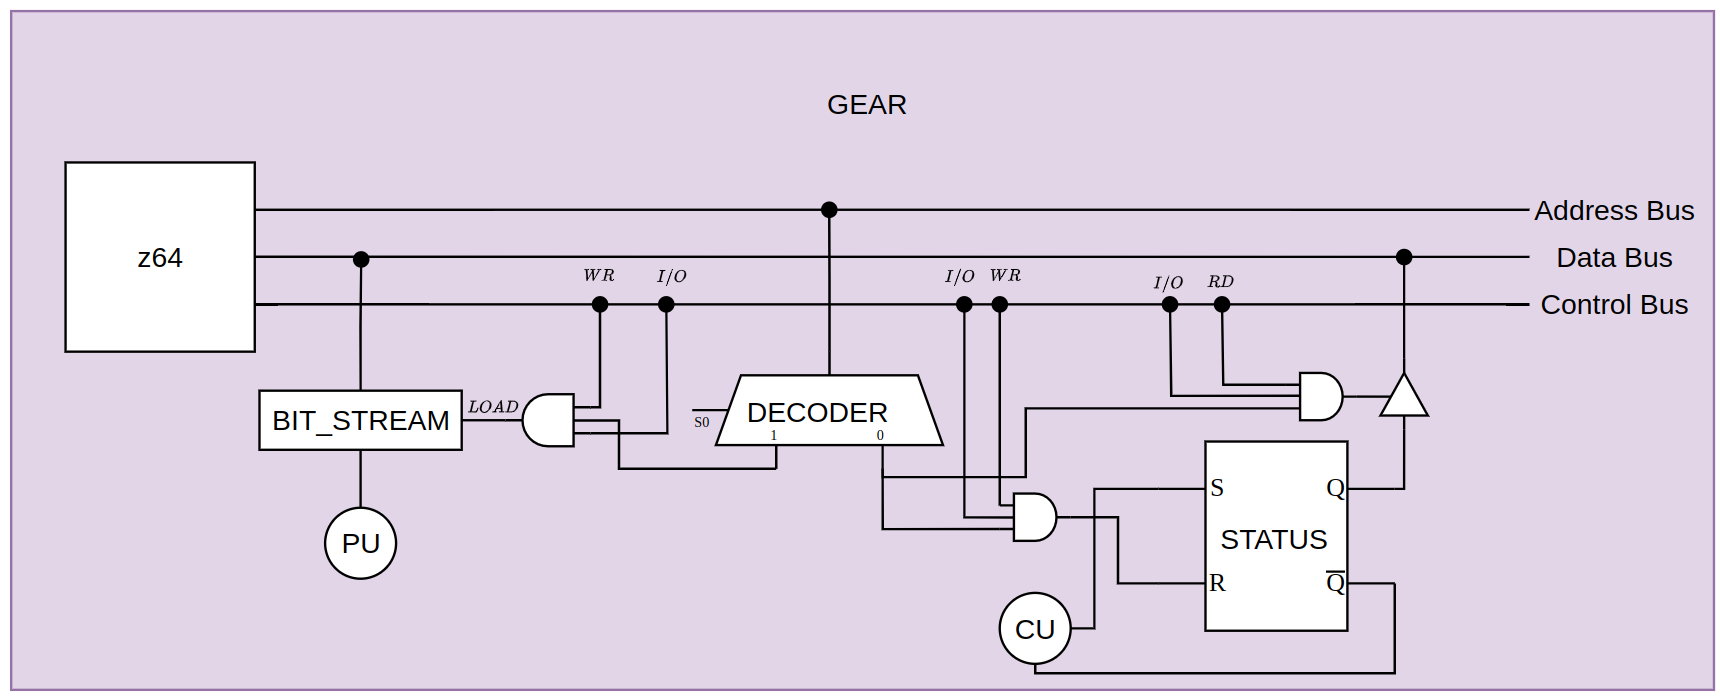 GEAR
z64
Address Bus
Data Bus
Control Bus
WR
I/O
I/O
WR
I/O
RD
BIT_STREAM
LOAD
DECODER
S0
1
0
S
Q
STATUS
R
Q̅
PU
CU